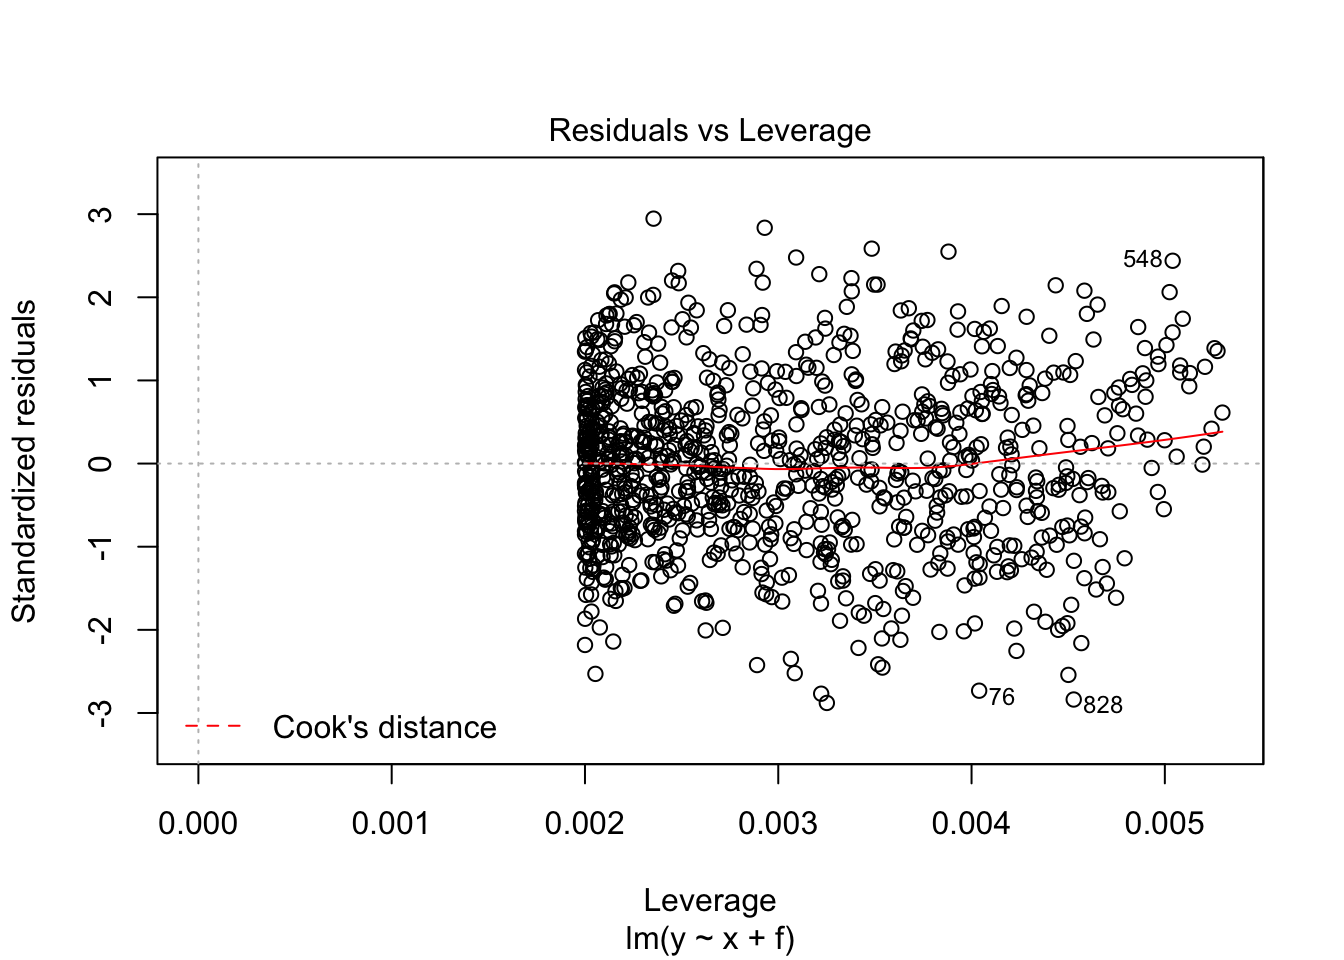 Residuals vs Leverage
Standardized residuals
3
2
1
0
-1
-2
-3
548
76
828
Cook's distance
0.000 0.001 0.002 0.003 0.004 0.005
Leverage
lm(y ~ x + f)